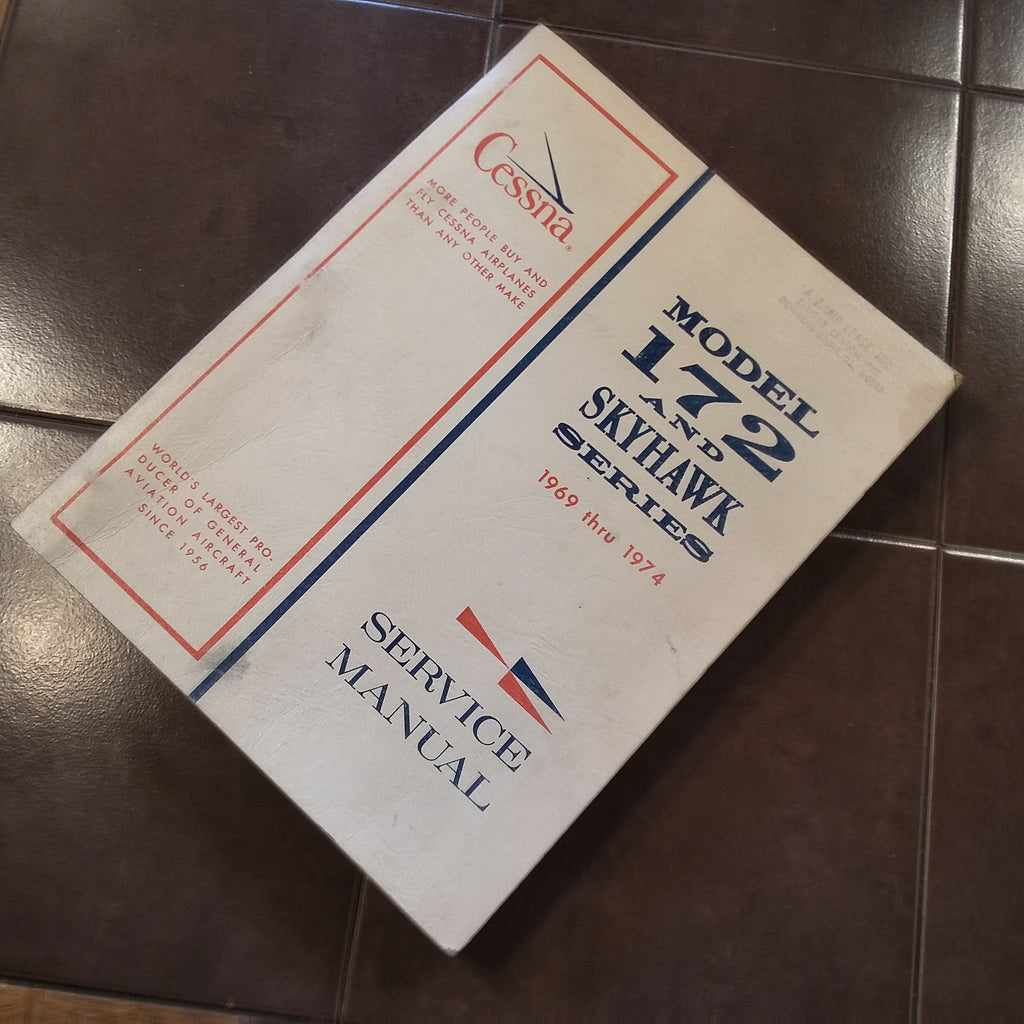 Cessna®
MORE PEOPLE BUY AND
FLY CESSNA AIRPLANES
THAN ANY OTHER MAKE
WORLD'S LARGEST PRO-
DUCER OF GENERAL
AVIATION AIRCRAFT
SINCE 1956
MODEL
172
AND
SKYHAWK
SERIES
1969 thru 1974
SERVICE
MANUAL